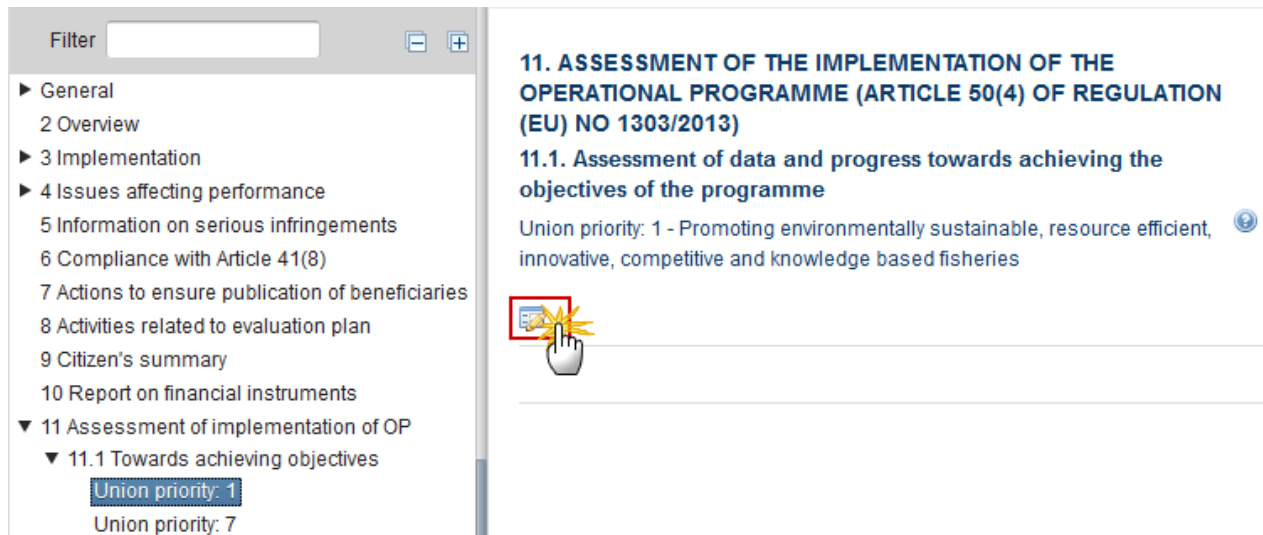 Filter
General
2 Overview
3 Implementation
4 Issues affecting performance
5 Information on serious infringements
6 Compliance with Article 41(8)
7 Actions to ensure publication of beneficiaries
8 Activities related to evaluation plan
9 Citizen's summary
10 Report on financial instruments
11 Assessment of implementation of OP
11.1 Towards achieving objectives
Union priority: 1
Union priority: 7
11. ASSESSMENT OF THE IMPLEMENTATION OF THE
OPERATIONAL PROGRAMME (ARTICLE 50(4) OF REGULATION
(EU) NO 1303/2013)
11.1. Assessment of data and progress towards achieving the
objectives of the programme
Union priority: 1 - Promoting environmentally sustainable, resource efficient,
innovative, competitive and knowledge based fisheries